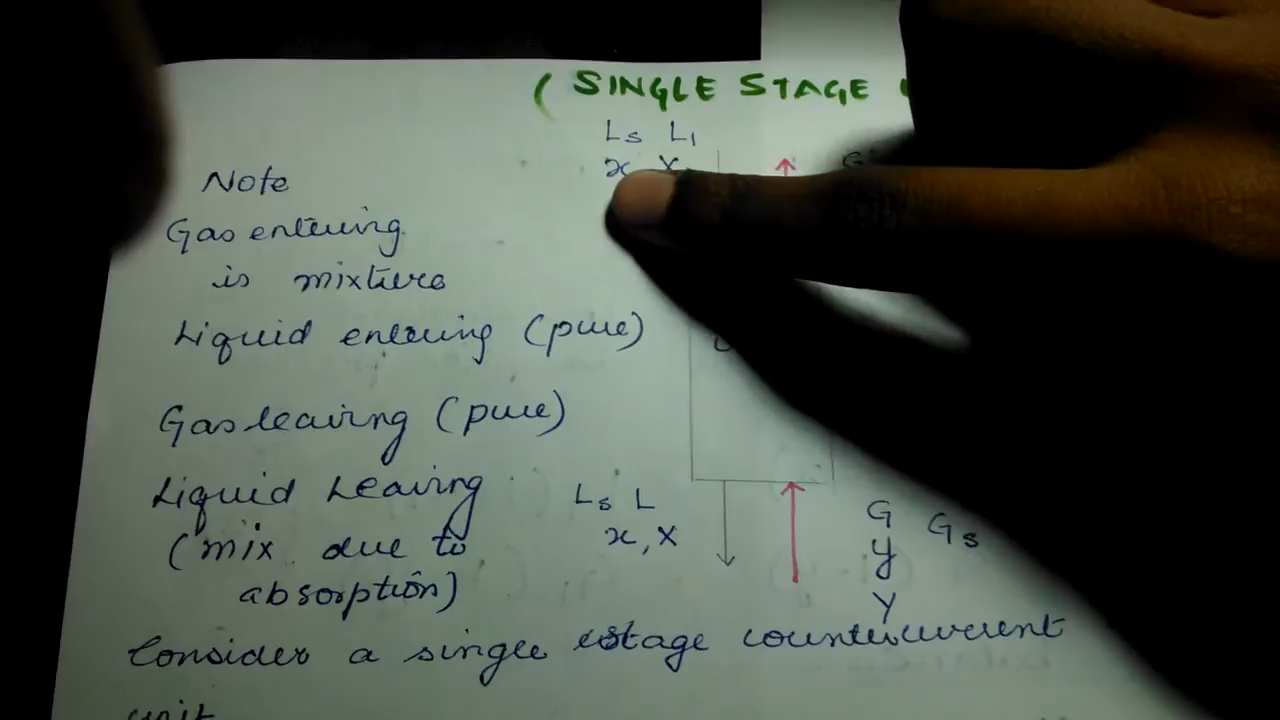 ( SINGLE STAGE
Ls L1
x
Note
Gas entering
is mixture
Liquid entering (pure)
Gas leaving (pure)
Liquid Leaving
(mix due to
absorption)
Ls L
x, X
G Gs
y
Y
Consider a single stage countercurrent
unit